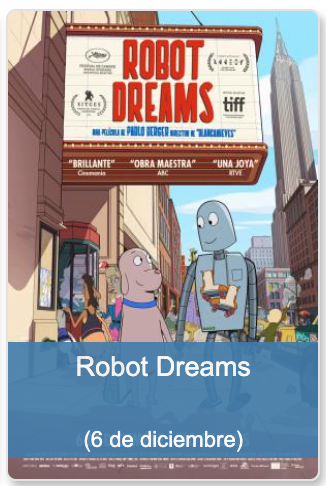 ROBOT
DREAMS
SITGES
tiff
UNA PELÍCULA DE PABLO BERGER DIRECTOR DE "BLANCANIEVES"
"BRILLANTE" "OBRA MAESTRA" "UNA JOYA"
Cinemanía ABC RTVE
Robot Dreams
(6 de diciembre)